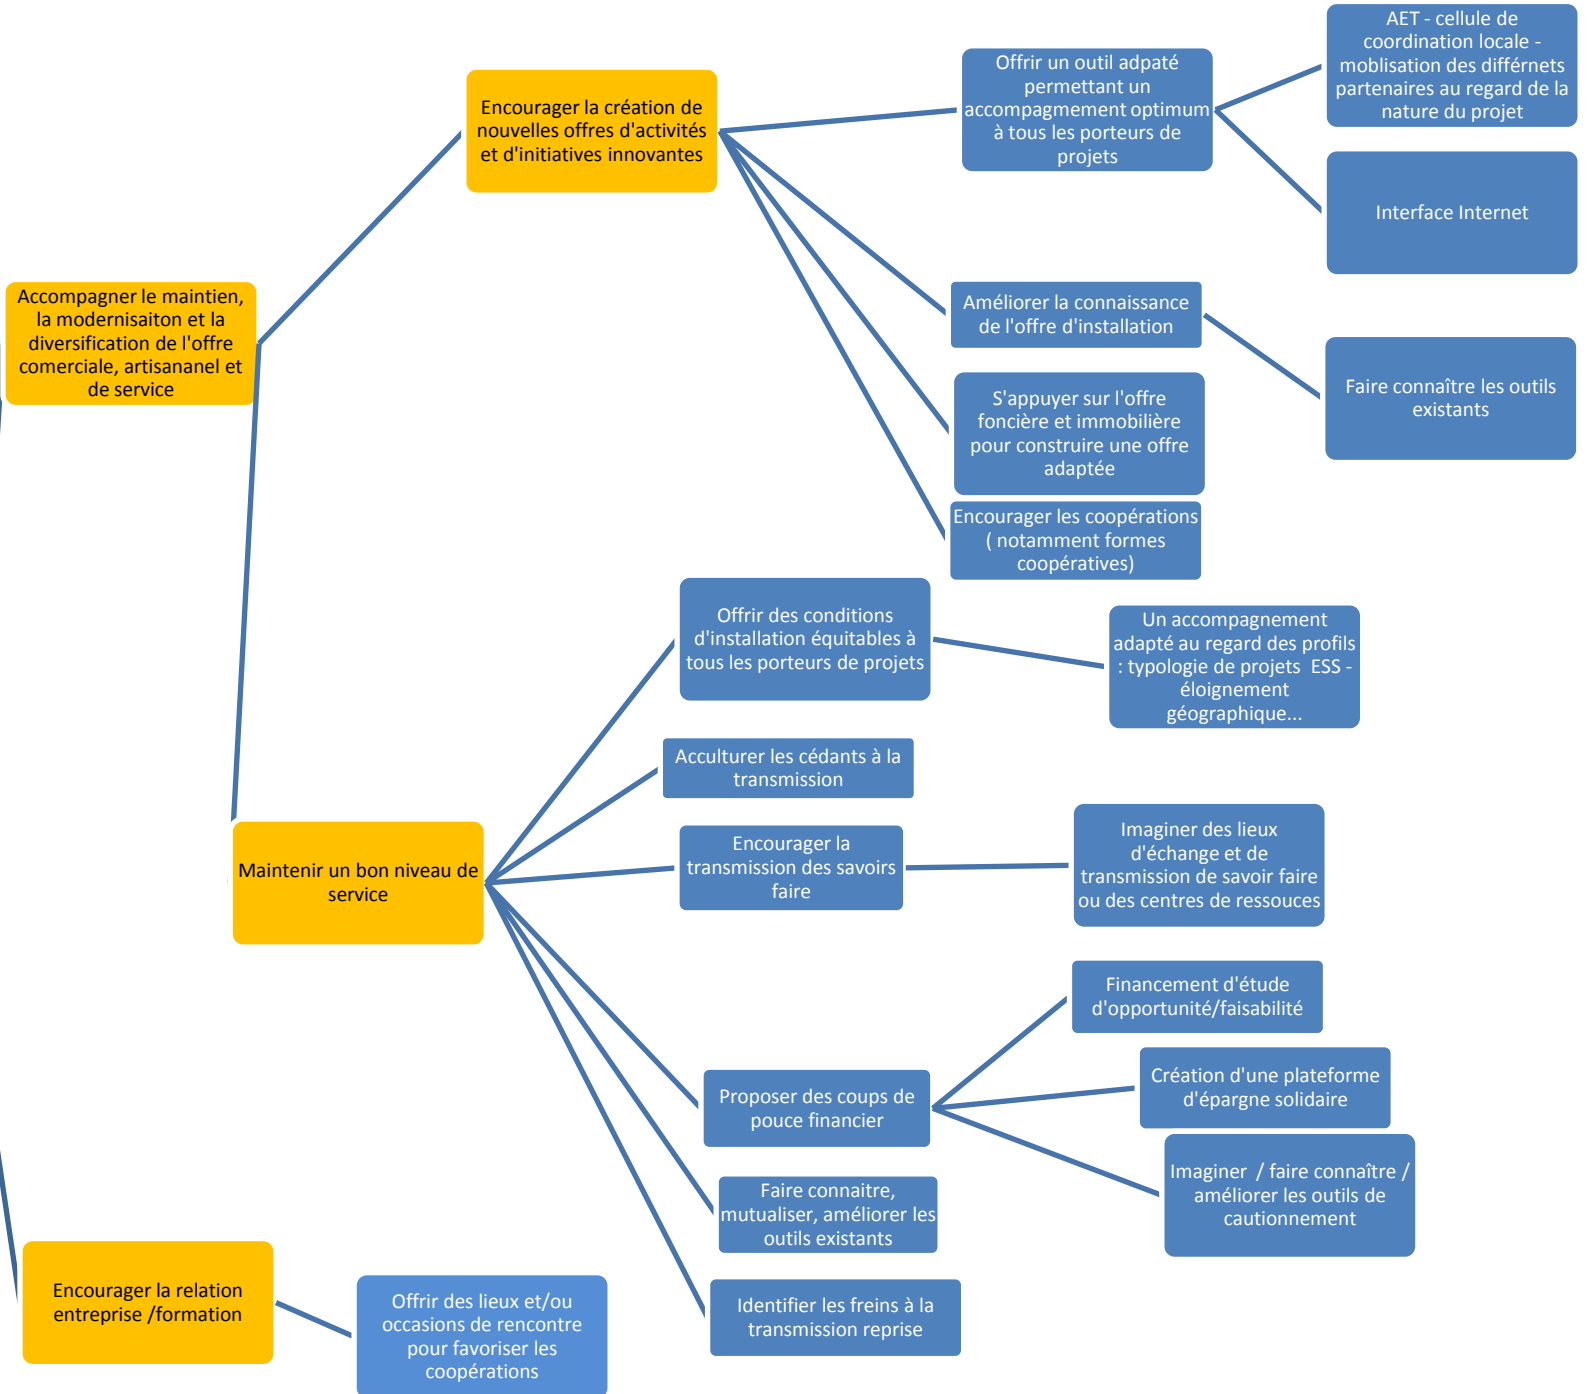 AET - cellule de
coordination locale -
moblisation des différnets
partenaires au regard de la
nature du projet
Offrir un outil adpaté
permettant un
accompagmement optimum
à tous les porteurs de
projets
Encourager la création de
nouvelles offres d'activités
et d'initiatives innovantes
Interface Internet
Accompagner le maintien,
la modernisaiton et la
diversification de l'offre
comerciale, artisananel et
de service
Améliorer la connaissance
de l'offre d'installation
Faire connaître les outils
existants
S'appuyer sur l'offre
foncière et immobilière
pour construire une offre
adaptée
Encourager les coopérations
( notamment formes
coopératives)
Offrir des conditions
d'installation équitables à
tous les porteurs de projets
Un accompagnement
adapté au regard des profils
: typologie de projets  ESS -
éloignement
géographique...
Acculturer les cédants à la
transmission
Maintenir un bon niveau de
service
Encourager la
transmission des savoirs
faire
Imaginer des lieux
d'échange et de
transmission de savoir faire
ou des centres de ressouces
Financement d'étude
d'opportunité/faisabilité
Proposer des coups de
pouce financier
Création d'une plateforme
d'épargne solidaire
Imaginer  / faire connaître /
améliorer les outils de
cautionnement
Faire connaitre,
mutualiser, améliorer les
outils existants
Identifier les freins à la
transmission reprise
Encourager la relation
entreprise /formation
Offrir des lieux et/ou
occasions de rencontre
pour favoriser les
coopérations